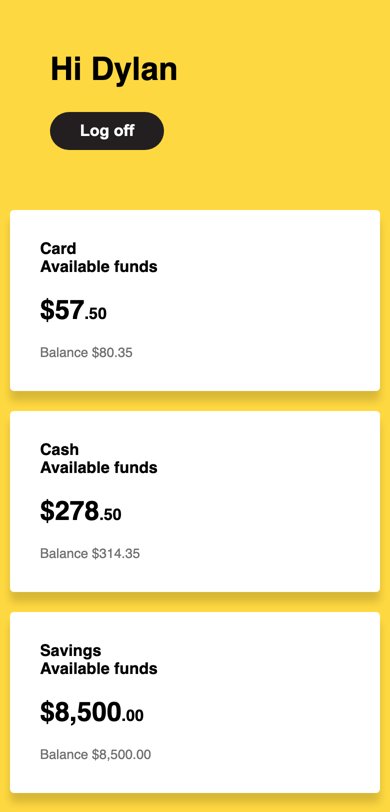 Hi Dylan
Log off
Card
Available funds
$57.50
Balance $80.35
Cash
Available funds
$278.50
Balance $314.35
Savings
Available funds
$8,500.00
Balance $8,500.00